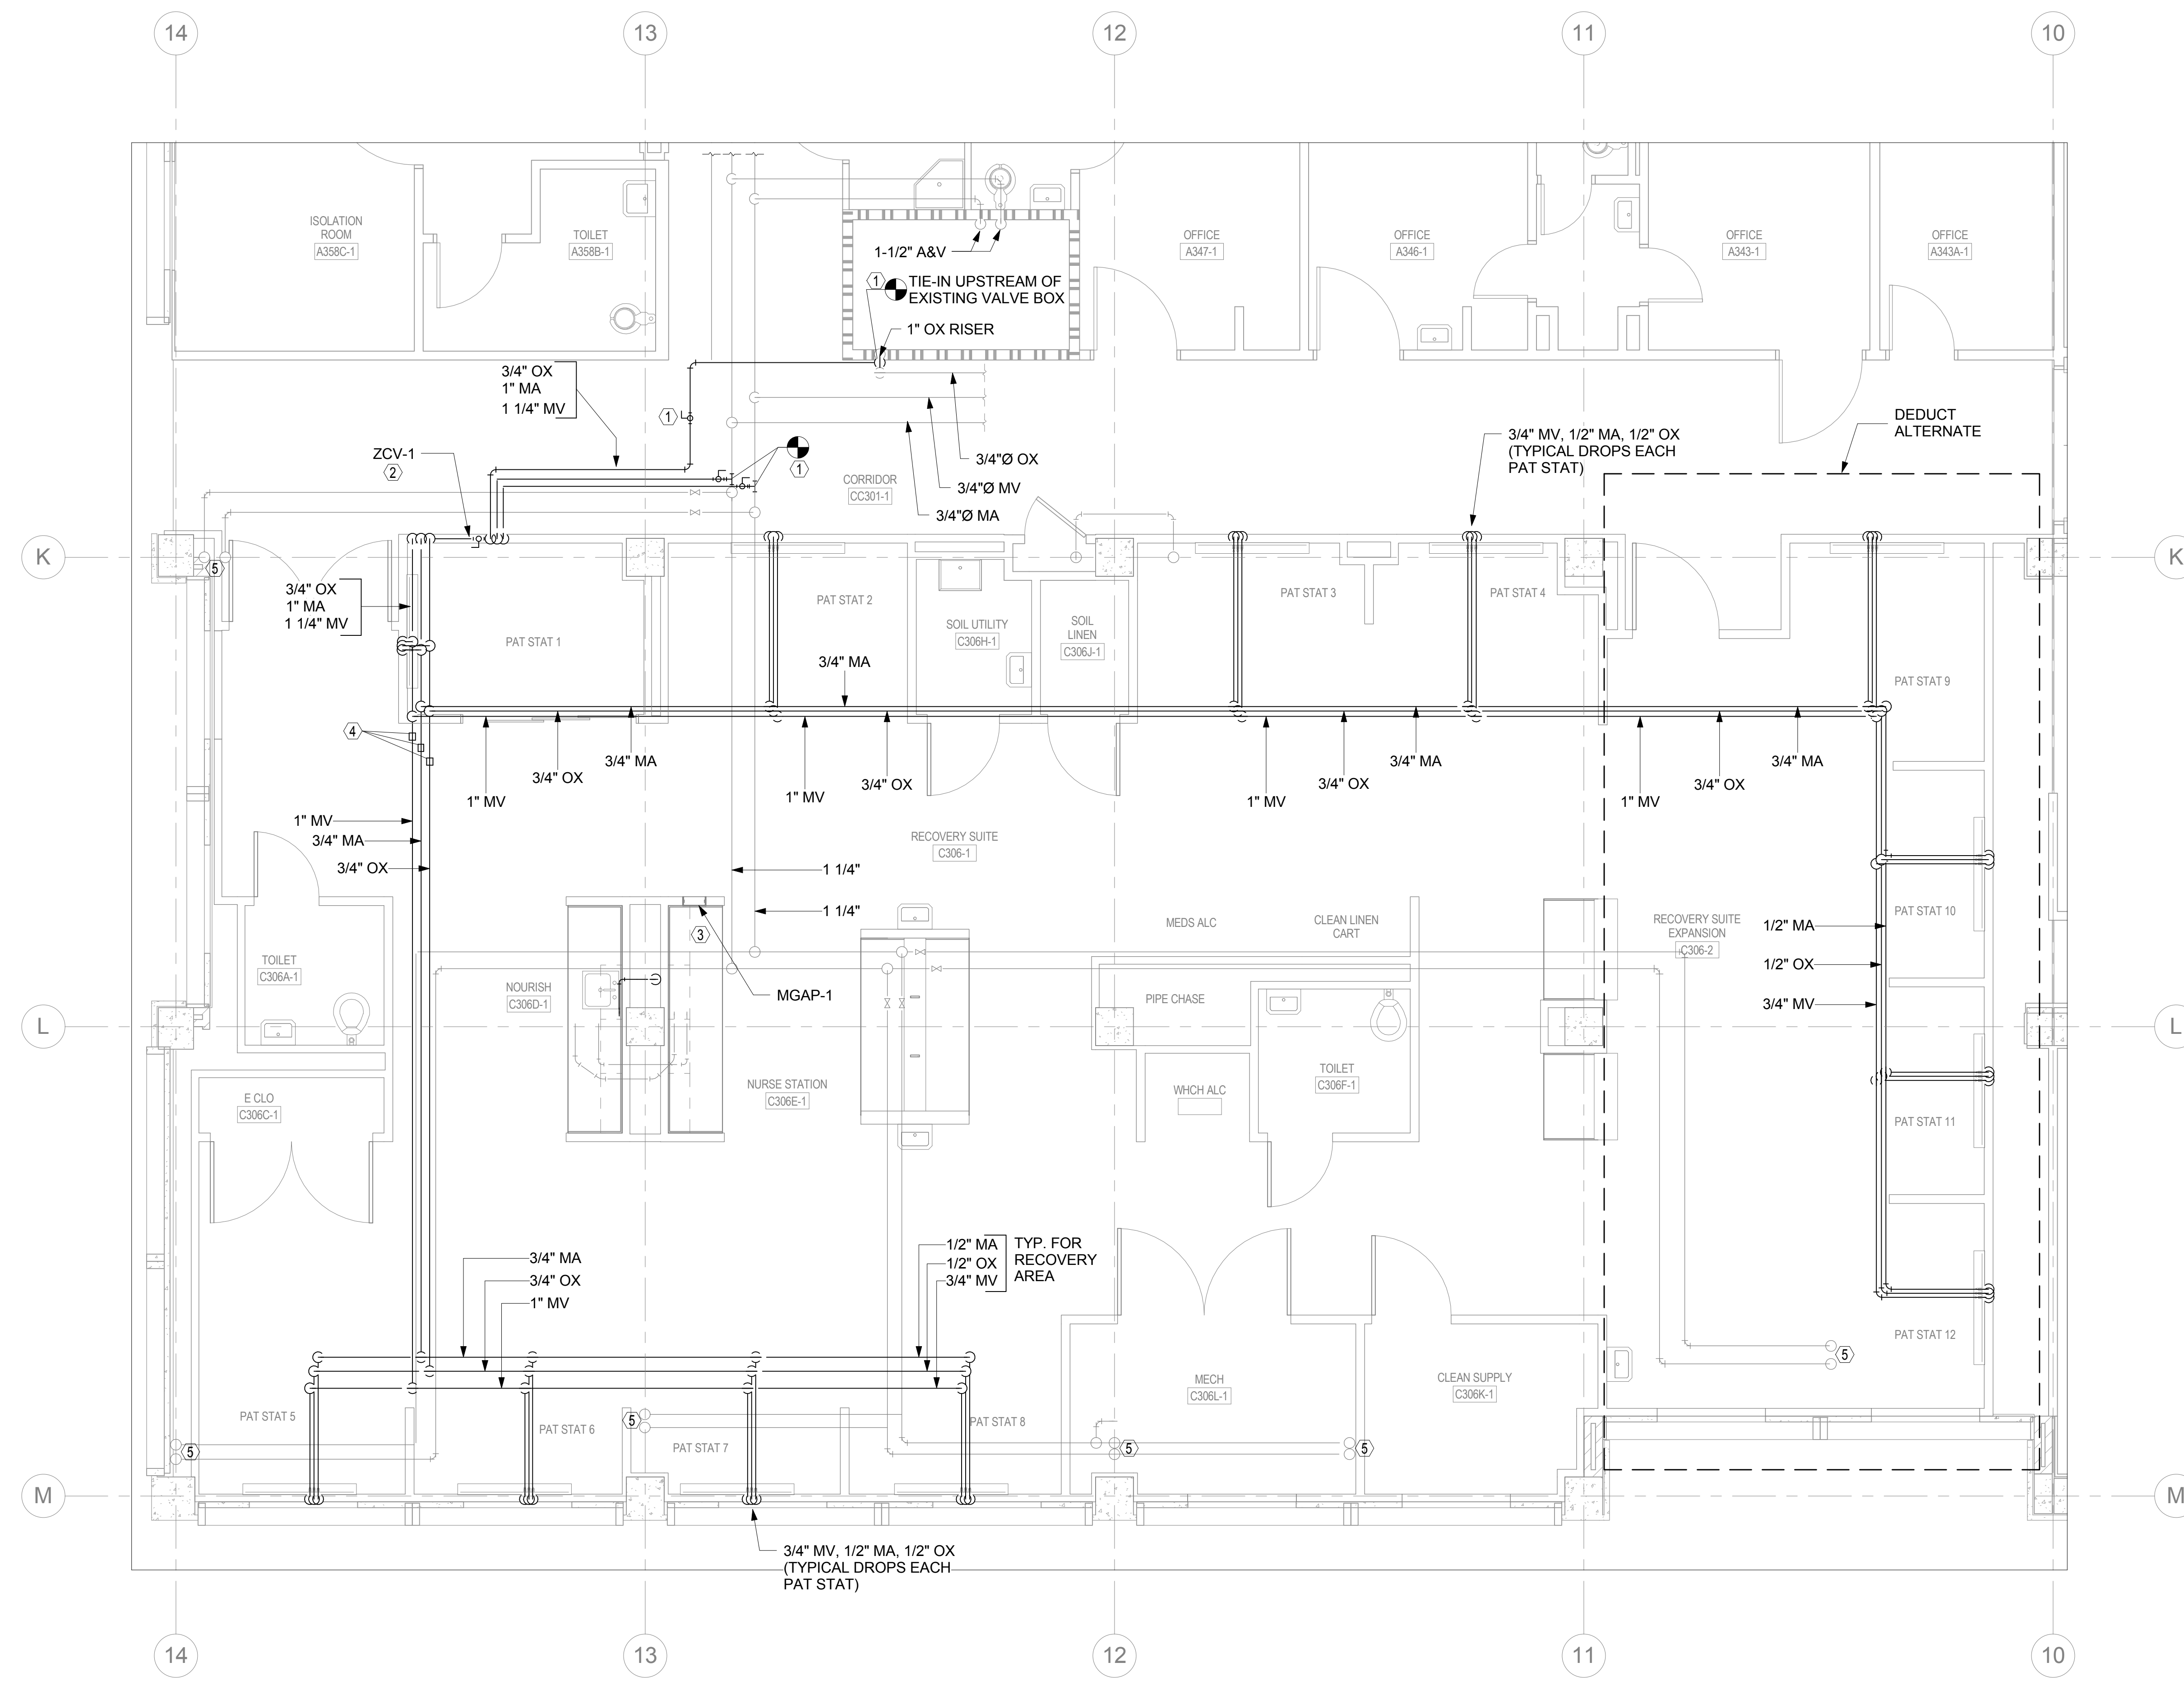 14
13
12
11
10
ISOLATION
ROOM
A358C-1
TOILET
A358B-1
1-1/2" A&V
1
TIE-IN UPSTREAM OF
EXISTING VALVE BOX
1" OX RISER
OFFICE
A347-1
OFFICE
A346-1
OFFICE
A343-1
OFFICE
A343A-1
3/4" OX
1" MA
1 1/4" MV
1
ZCV-1
2
1
CORRIDOR
CC301-1
3/4"Ø OX
3/4"Ø MV
3/4"Ø MA
3/4" MV, 1/2" MA, 1/2" OX
(TYPICAL DROPS EACH
PAT STAT)
DEDUCT
ALTERNATE
K
K
5
3/4" OX
1" MA
1 1/4" MV
PAT STAT 1
PAT STAT 2
SOIL UTILITY
C306H-1
SOIL
LINEN
C306J-1
PAT STAT 3
PAT STAT 4
PAT STAT 9
3/4" MA
4
1" MV
3/4" OX
3/4" MA
1" MV
3/4" OX
1" MV
3/4" OX
3/4" MA
1" MV
3/4" OX
3/4" MA
1" MV
3/4" MA
3/4" OX
RECOVERY SUITE
C306-1
1 1/4"
1 1/4"
3
MGAP-1
MEDS ALC
CLEAN LINEN
CART
RECOVERY SUITE
EXPANSION
C306-2
1/2" MA
1/2" OX
3/4" MV
PAT STAT 10
TOILET
C306A-1
NOURISH
C306D-1
PIPE CHASE
L
L
E CLO
C306C-1
NURSE STATION
C306E-1
WHCH ALC
TOILET
C306F-1
PAT STAT 11
3/4" MA
3/4" OX
1" MV
1/2" MA
1/2" OX
3/4" MV
TYP. FOR
RECOVERY
AREA
PAT STAT 12
5
PAT STAT 5
5
PAT STAT 6
5
PAT STAT 7
PAT STAT 8
MECH
C306L-1
5
5
CLEAN SUPPLY
C306K-1
M
M
3/4" MV, 1/2" MA, 1/2" OX
(TYPICAL DROPS EACH
PAT STAT)
14
13
12
11
10